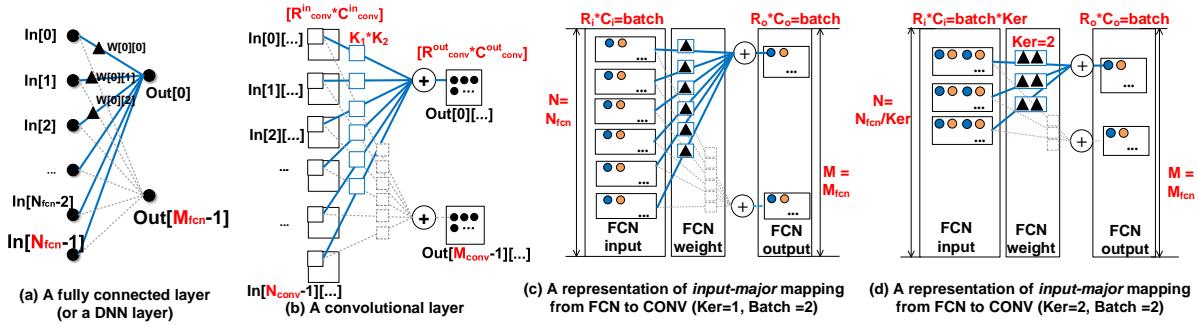 In[0]
In[1]
In[2]
...
In[Nfcn-2]
In[Nfcn-1]
W[0][0]
W[0][1]
W[0][2]
Out[0]
Out[Mfcn-1]
(a) A fully connected layer
(or a DNN layer)
[R^in_conv*C^in_conv]
In[0][...]
In[1][...]
In[2][...]
...
...
In[Nconv-1][...]
K1*K2
[R^out_conv*C^out_conv]
...
Out[0][...]
...
Out[Mconv-1][...]
(b) A convolutional layer
Ri*Ci=batch
Ro*Co=batch
N=
Nfcn
...
...
...
...
...
...
...
...
M =
Mfcn
FCN
input
FCN
weight
FCN
output
(c) A representation of input-major mapping
from FCN to CONV (Ker=1, Batch =2)
Ri*Ci=batch*Ker
Ro*Co=batch
Ker=2
N=
Nfcn/Ker
...
...
...
...
...
M =
Mfcn
FCN
input
FCN
weight
FCN
output
(d) A representation of input-major mapping
from FCN to CONV (Ker=2, Batch =2)